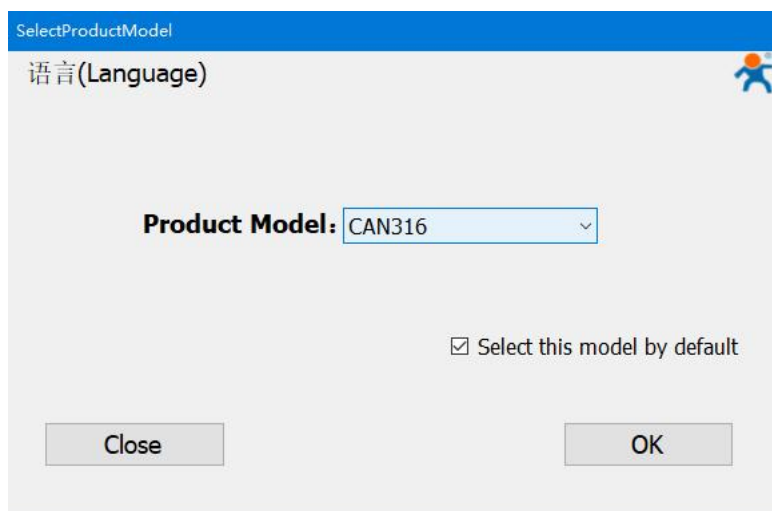 SelectProductModel
语言(Language)
Product Model: CAN316
Select this model by default
Close OK